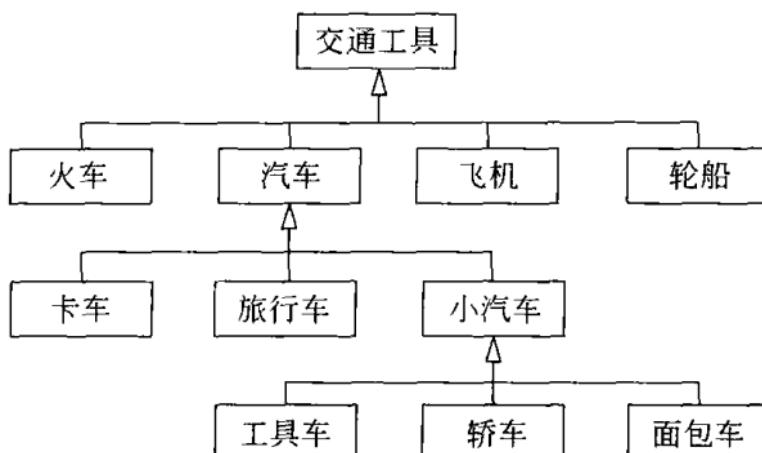 交通工具
火车 汽车 飞机 轮船
卡车 旅行车 小汽车
工具车 轿车 面包车